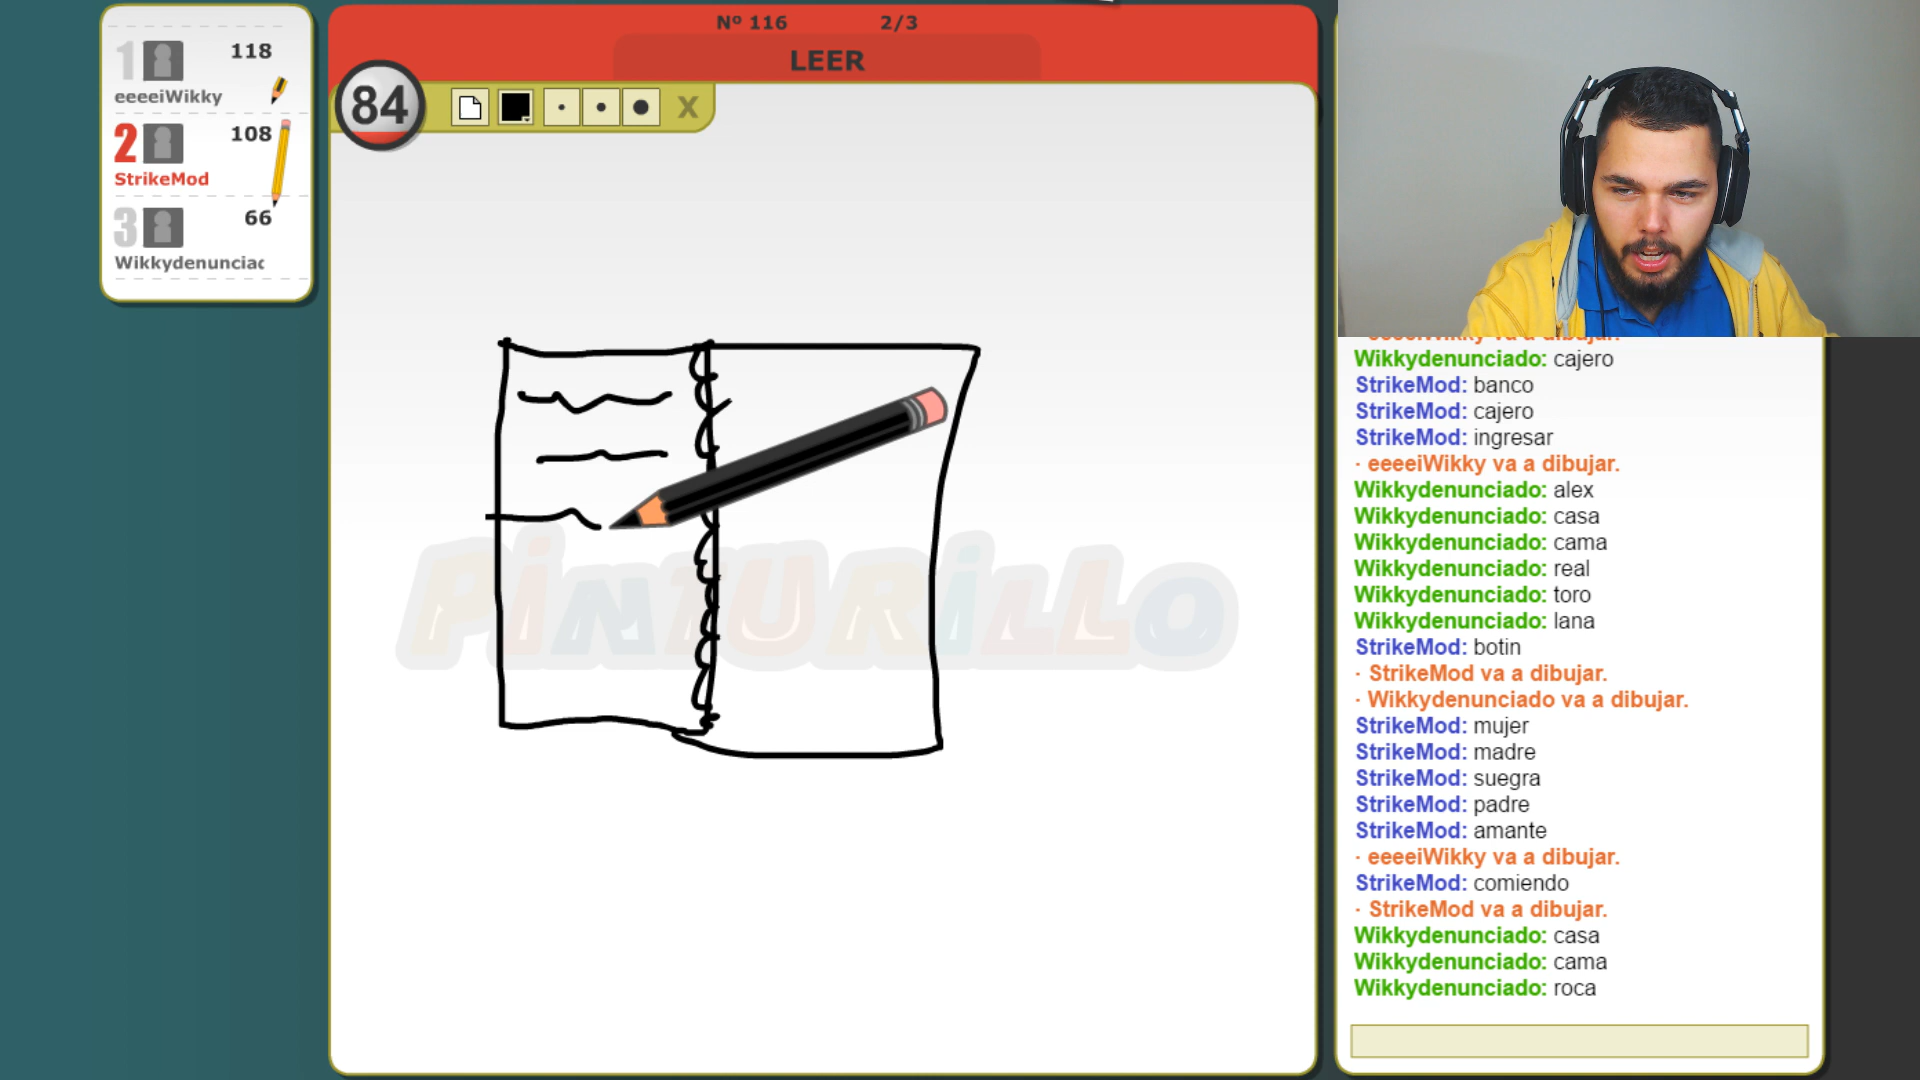 1
118
eeeeiWikky
2
108
StrikeMod
3
66
Wikkydenunciac
Nº 116 2/3
LEER
84
X
PINTURILLO
eeeeiWikky va a dibujar.
Wikkydenunciado: cajero
StrikeMod: banco
StrikeMod: cajero
StrikeMod: ingresar
· eeeeiWikky va a dibujar.
Wikkydenunciado: alex
Wikkydenunciado: casa
Wikkydenunciado: cama
Wikkydenunciado: real
Wikkydenunciado: toro
Wikkydenunciado: lana
StrikeMod: botin
· StrikeMod va a dibujar.
· Wikkydenunciado va a dibujar.
StrikeMod: mujer
StrikeMod: madre
StrikeMod: suegra
StrikeMod: padre
StrikeMod: amante
· eeeeiWikky va a dibujar.
StrikeMod: comiendo
· StrikeMod va a dibujar.
Wikkydenunciado: casa
Wikkydenunciado: cama
Wikkydenunciado: roca